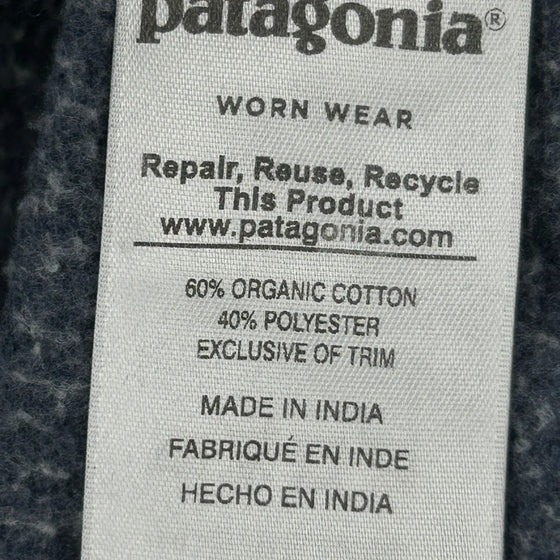 patagonia®
WORN WEAR
Repair, Reuse, Recycle
This Product
www.patagonia.com
60% ORGANIC COTTON
40% POLYESTER
EXCLUSIVE OF TRIM
MADE IN INDIA
FABRIQUÉ EN INDE
HECHO EN INDIA